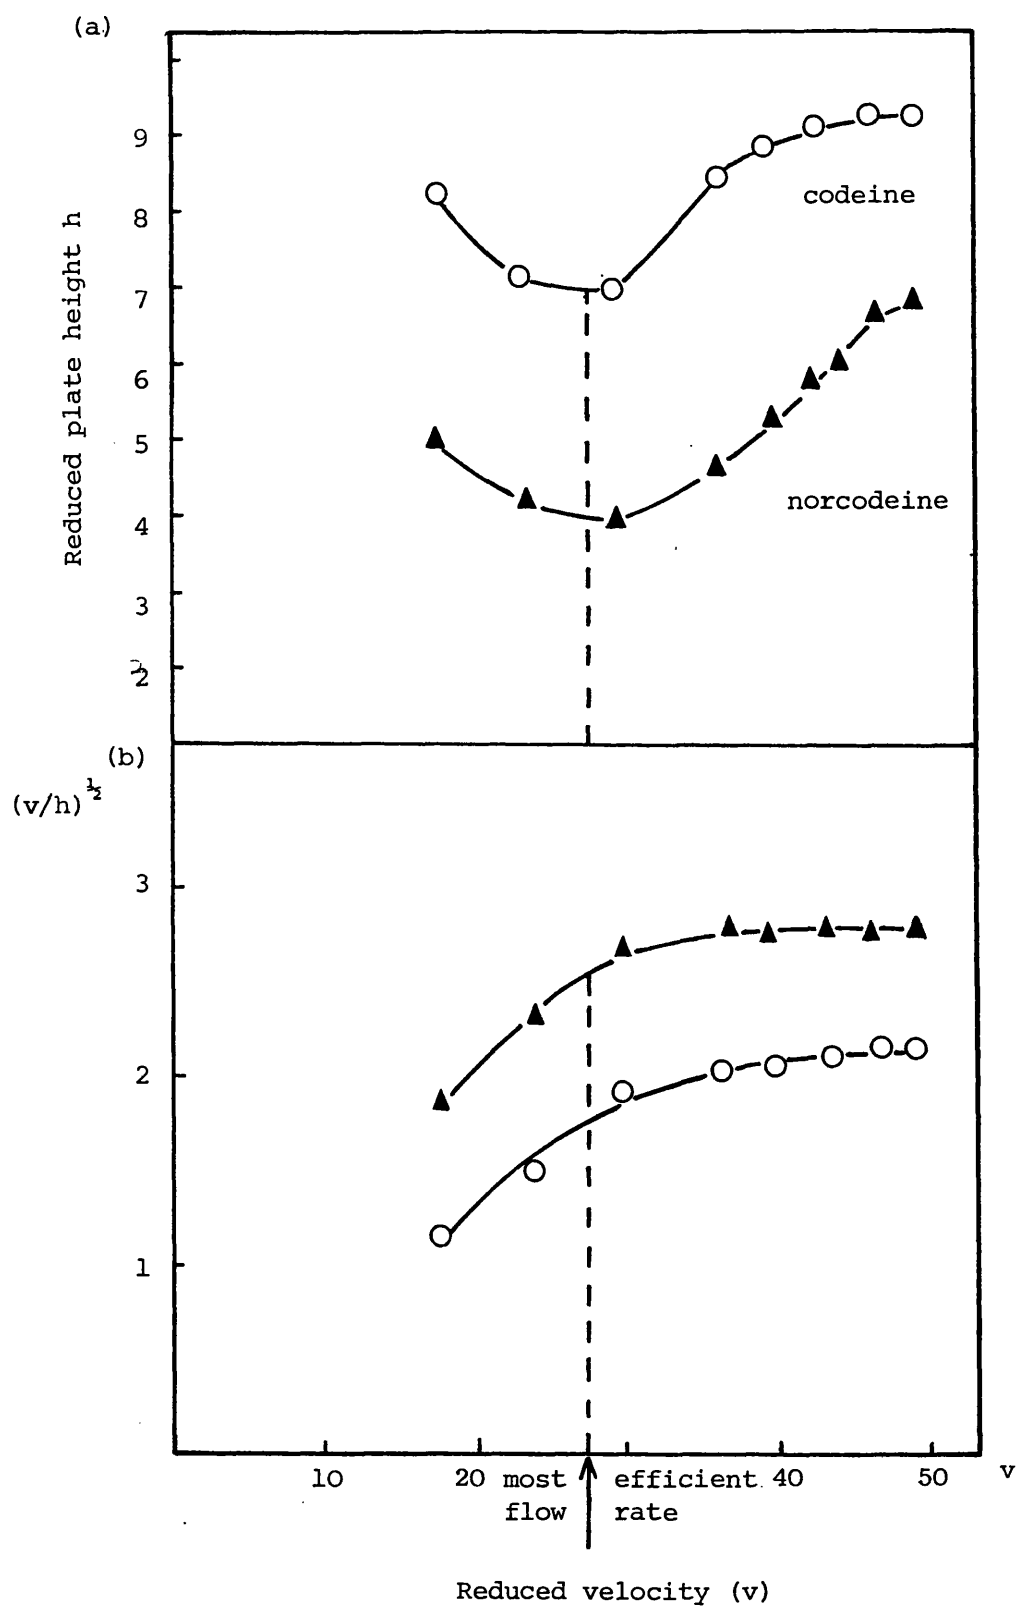 (a)
9
8
7
6
5
4
3
2
Reduced plate height h
codeine
norcodeine
(b)
(v/h)½
3
2
1
10 20 40 50 v
most efficient
flow rate
Reduced velocity (v)